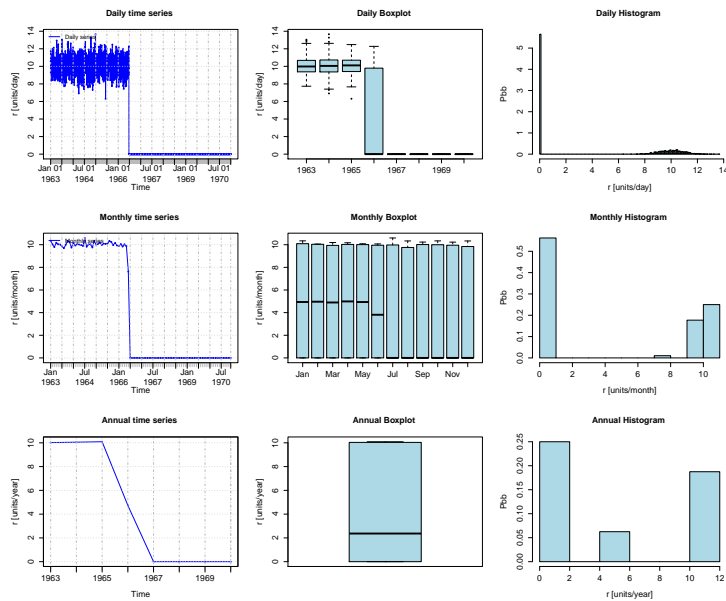 Daily time series
Daily series
r [units/day]
0 2 4 6 8 10 12 14
Jan 01 Jul 01 Jan 01 Jul 01 Jan 01 Jul 01
1963 1964 1966 1967 1969 1970
Time
Daily Boxplot
r [units/day]
0 2 4 6 8 10 12 14
1963 1965 1967 1969
Daily Histogram
Pbb
0 1 2 3 4 5
0 2 4 6 8 10 12 14
r [units/day]
Monthly time series
Monthly series
r [units/month]
0 2 4 6 8 10
Jan Jul Jan Jul Jan Jul
1963 1964 1966 1967 1969 1970
Time
Monthly Boxplot
r [units/month]
0 2 4 6 8 10
Jan Mar May Jul Sep Nov
Monthly Histogram
Pbb
0.0 0.1 0.2 0.3 0.4 0.5
0 2 4 6 8 10
r [units/month]
Annual time series
r [units/year]
0 2 4 6 8 10
1963 1965 1967 1969
Time
Annual Boxplot
r [units/year]
0 2 4 6 8 10
Annual Histogram
Pbb
0.00 0.05 0.10 0.15 0.20 0.25
0 2 4 6 8 10 12
r [units/year]